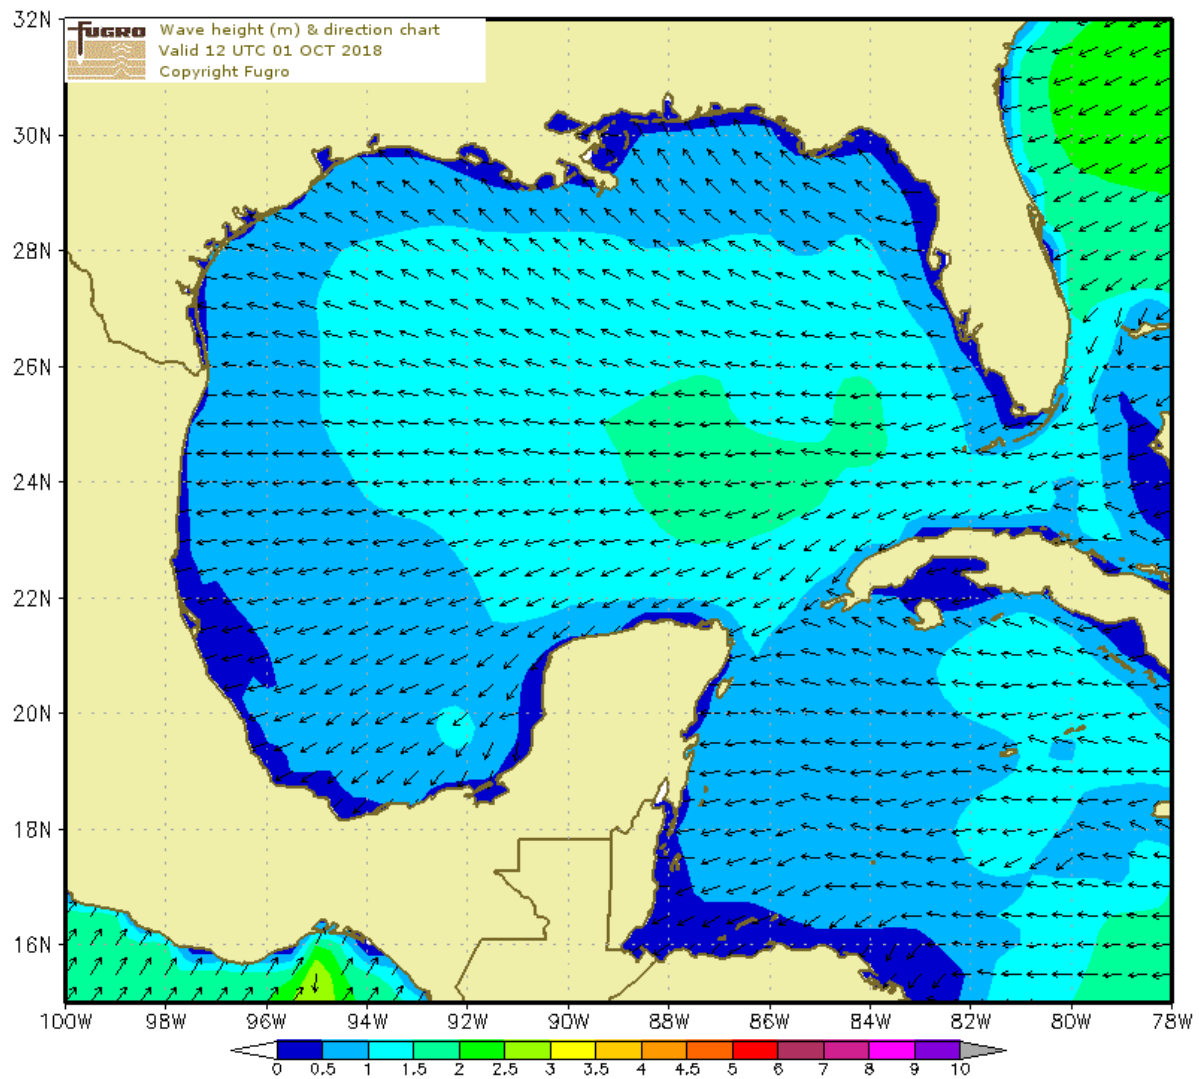 32N
FUGRO Wave height (m) & direction chart
Valid 12 UTC 01 OCT 2018
Copyright Fugro
30N
28N
26N
24N
22N
20N
18N
16N
100W 98W 96W 94W 92W 90W 88W 86W 84W 82W 80W 78W
0 0.5 1 1.5 2 2.5 3 3.5 4 4.5 5 6 7 8 9 10